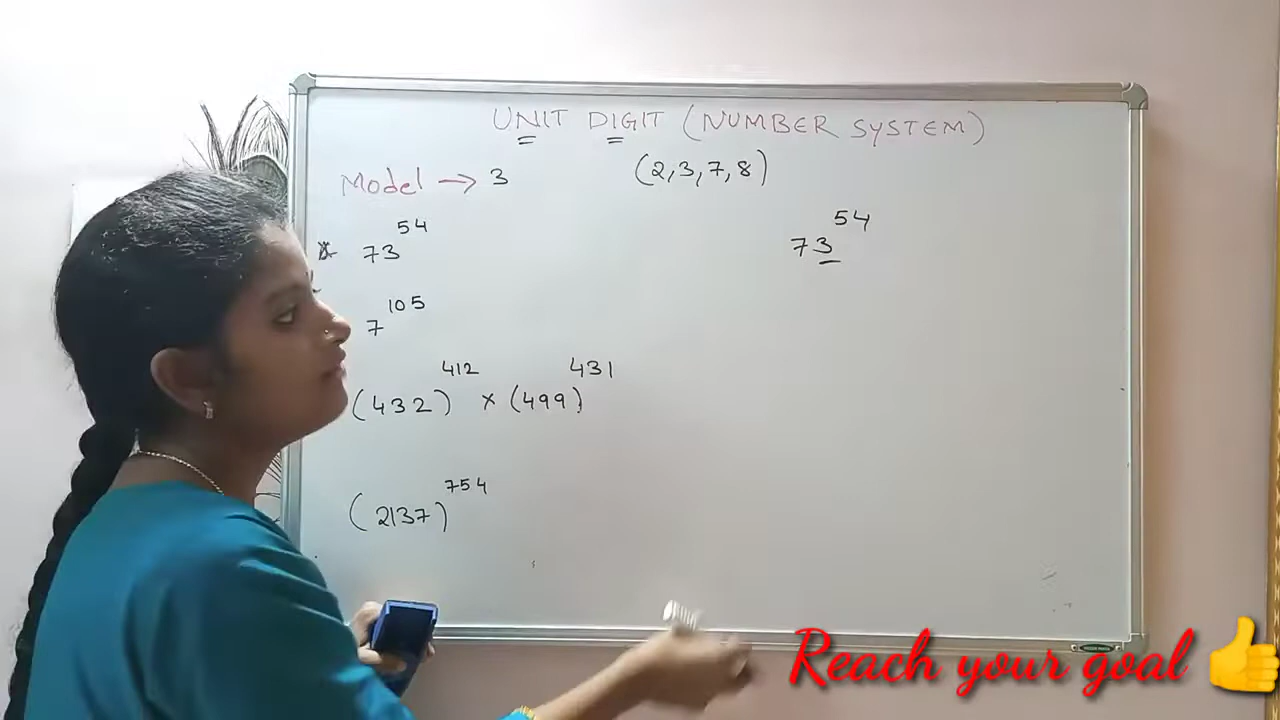 UNIT DIGIT (NUMBER SYSTEM)
Model → 3 (2,3,7,8)
73^54
73^54
7^105
(432)^412 × (499)^431
(2137)^754
Reach your goal 👍